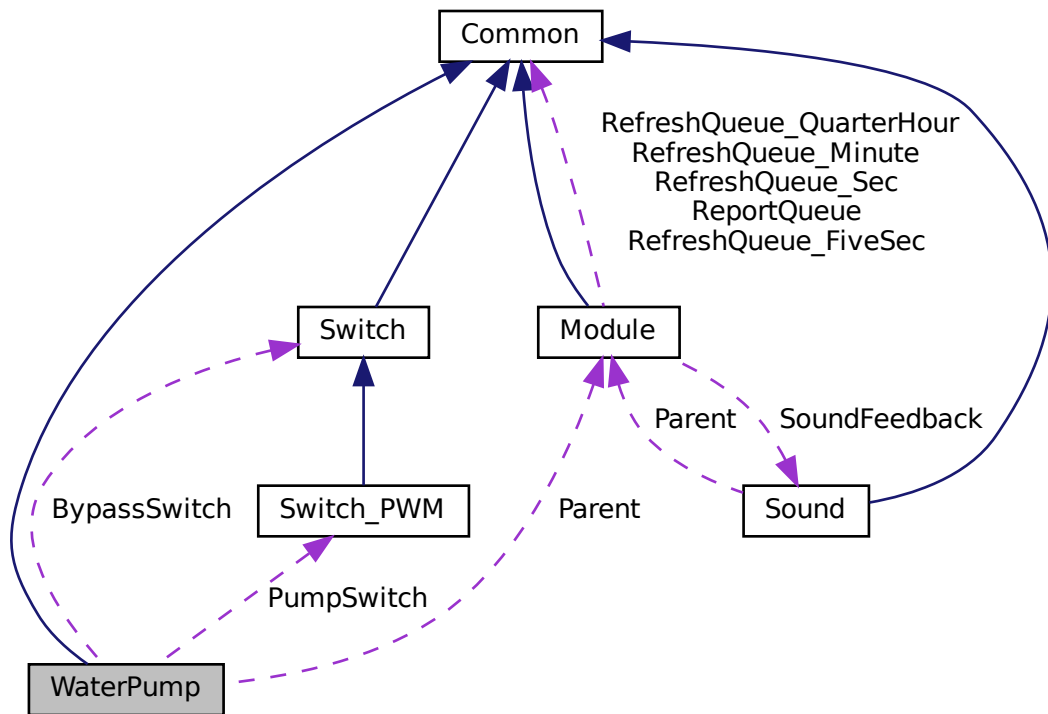 Common
RefreshQueue_QuarterHour
RefreshQueue_Minute
RefreshQueue_Sec
ReportQueue
RefreshQueue_FiveSec
Switch
Module
Parent
SoundFeedback
BypassSwitch
Switch_PWM
Parent
Sound
PumpSwitch
WaterPump